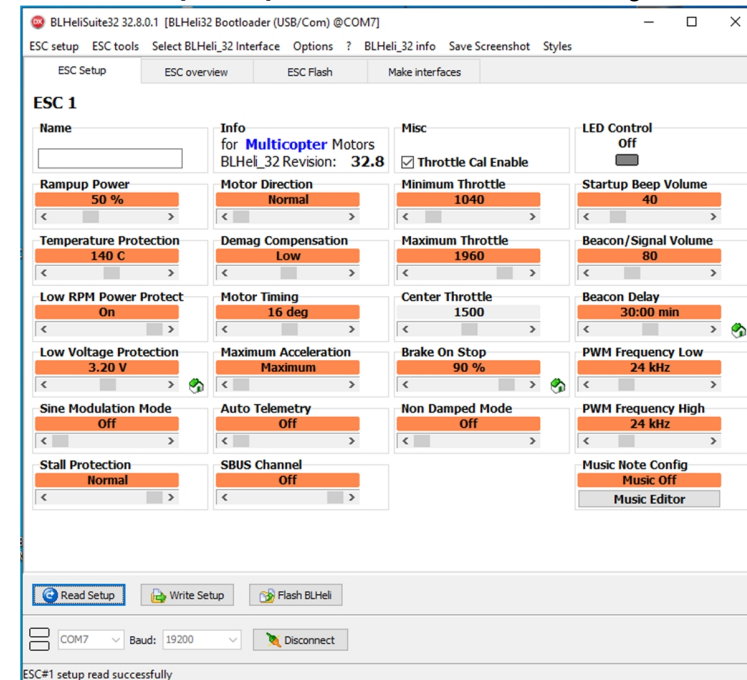 BLHeliSuite32 32.8.0.1 [BLHeli32 Bootloader (USB/Com) @COM7]
ESC setup ESC tools Select BLHeli_32 Interface Options ? BLHeli_32 info Save Screenshot Styles
ESC Setup ESC overview ESC Flash Make interfaces
ESC 1
Name Info Misc LED Control
for Multicopter Motors Off
BLHeli_32 Revision: 32.8 Throttle Cal Enable
Rampup Power Motor Direction Minimum Throttle Startup Beep Volume
50 % Normal 1040 40
Temperature Protection Demag Compensation Maximum Throttle Beacon/Signal Volume
140 C Low 1960 80
Low RPM Power Protect Motor Timing Center Throttle Beacon Delay
On 16 deg 1500 30:00 min
Low Voltage Protection Maximum Acceleration Brake On Stop PWM Frequency Low
3.20 V Maximum 90 % 24 kHz
Sine Modulation Mode Auto Telemetry Non Damped Mode PWM Frequency High
Off Off Off 24 kHz
Stall Protection SBUS Channel Music Note Config
Normal Off Music Off
Music Editor
Read Setup Write Setup Flash BLHeli
COM7 Baud: 19200 Disconnect
ESC#1 setup read successfully